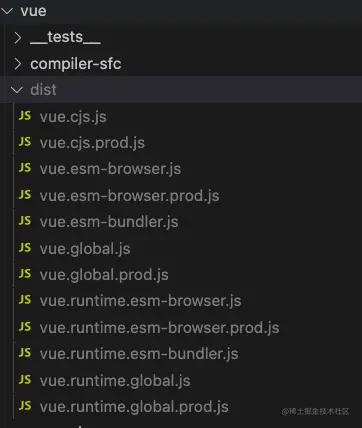 vue
__tests__
compiler-sfc
dist
JS vue.cjs.js
JS vue.cjs.prod.js
JS vue.esm-browser.js
JS vue.esm-browser.prod.js
JS vue.esm-bundler.js
JS vue.global.js
JS vue.global.prod.js
JS vue.runtime.esm-browser.js
JS vue.runtime.esm-browser.prod.js
JS vue.runtime.esm-bundler.js
JS vue.runtime.global.js
JS vue.runtime.global.prod.js
@稀土掘金技术社区